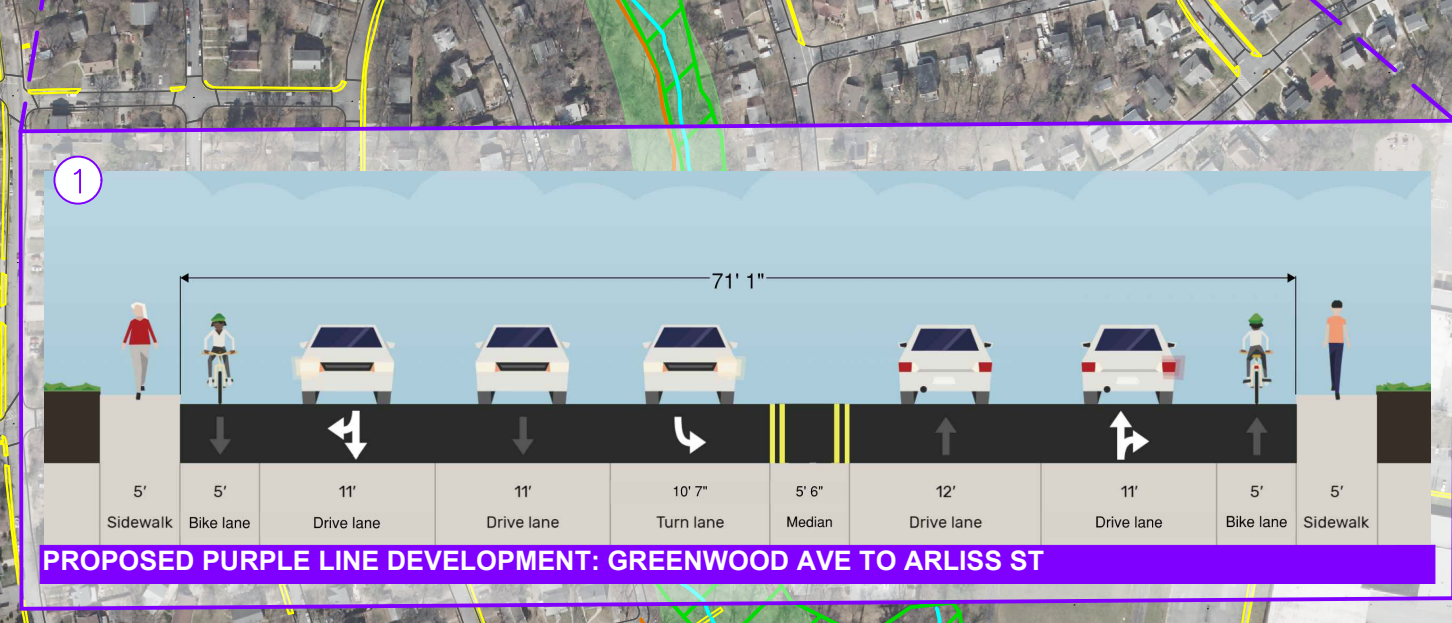 1
71' 1"
5' 5' 11' 11' 10' 7" 5' 6" 12' 11' 5' 5'
Sidewalk Bike lane Drive lane Drive lane Turn lane Median Drive lane Drive lane Bike lane Sidewalk
PROPOSED PURPLE LINE DEVELOPMENT: GREENWOOD AVE TO ARLISS ST